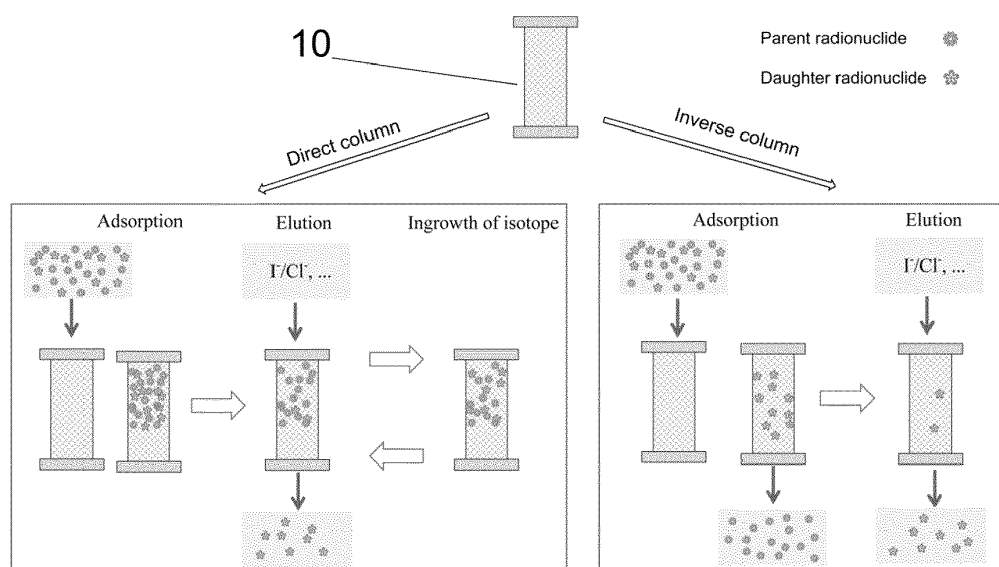 10
Parent radionuclide
Daughter radionuclide
Direct column
Inverse column
Adsorption
Elution
Ingrowth of isotope
I⁻/Cl⁻, ...
Adsorption
Elution
I⁻/Cl⁻, ...